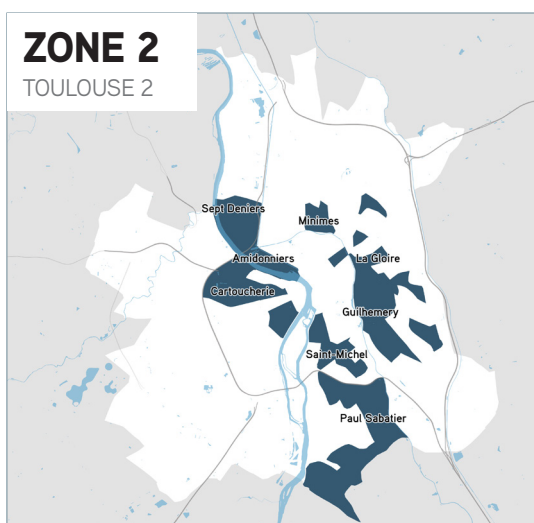 ZONE 2
TOULOUSE 2
Sept Deniers
Minimes
Amidonniers
La Gloire
Cartoucherie
Guilhemery
Saint-Michel
Paul Sabatier